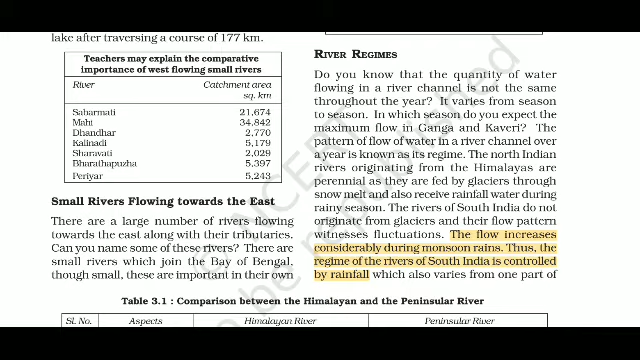 lake after traversing a course of 177 km.
Teachers may explain the comparative
importance of west flowing small rivers
River Catchment area
sq. km
Sabarmati 21,674
Mahi 34,842
Dhandhar 2,770
Kalinadi 5,179
Sharavati 2,029
Bharathapuzha 5,397
Periyar 5,243
Small Rivers Flowing towards the East
There are a large number of rivers flowing
towards the east along with their tributaries.
Can you name some of these rivers? There are
small rivers which join the Bay of Bengal,
though small, these are important in their own
RIVER REGIMES
Do you know that the quantity of water
flowing in a river channel is not the same
throughout the year? It varies from season
to season. In which season do you expect the
maximum flow in Ganga and Kaveri? The
pattern of flow of water in a river channel over
a year is known as its regime. The north Indian
rivers originating from the Himalayas are
perennial as they are fed by glaciers through
snow melt and also receive rainfall water during
rainy season. The rivers of South India do not
originate from glaciers and their flow pattern
witnesses fluctuations. The flow increases
considerably during monsoon rains. Thus, the
regime of the rivers of South India is controlled
by rainfall which also varies from one part of
Table 3.1 : Comparison between the Himalayan and the Peninsular River
Sl. No. Aspects Himalayan River Peninsular River